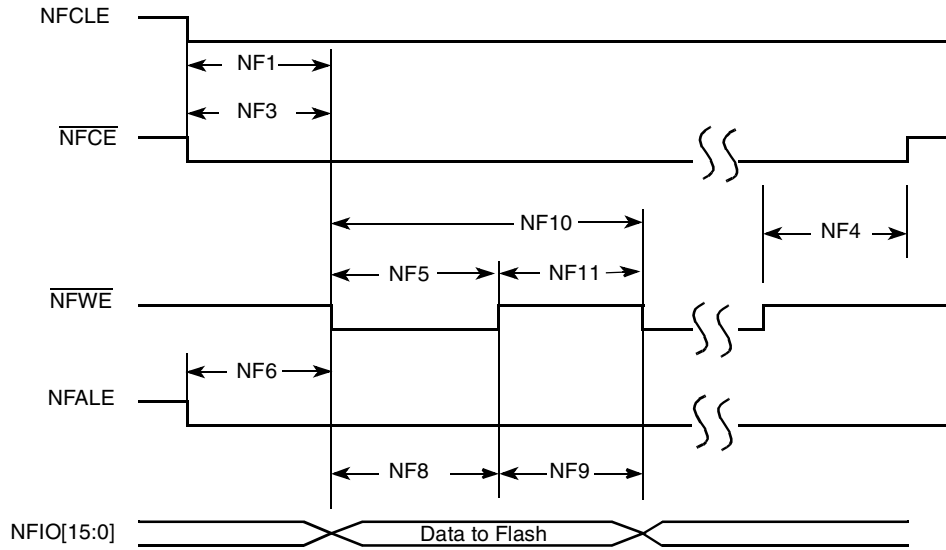 NFCLE
NF1
NF3
NFCE
NF10
NF4
NF5
NF11
NFWE
NF6
NFALE
NF8
NF9
NFIO[15:0]
Data to Flash